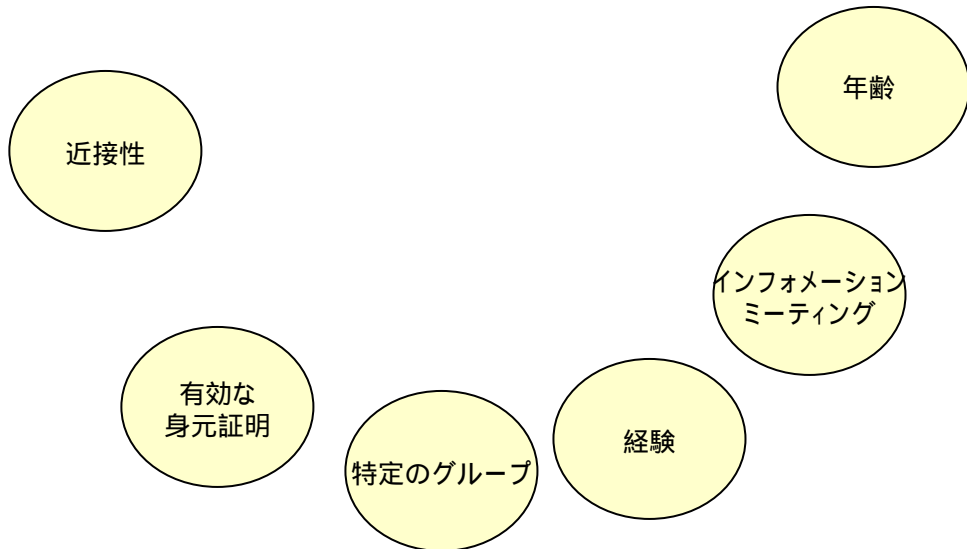 年齢
近接性
インフォメーション
ミーティング
有効な
身元証明
経験
特定のグループ